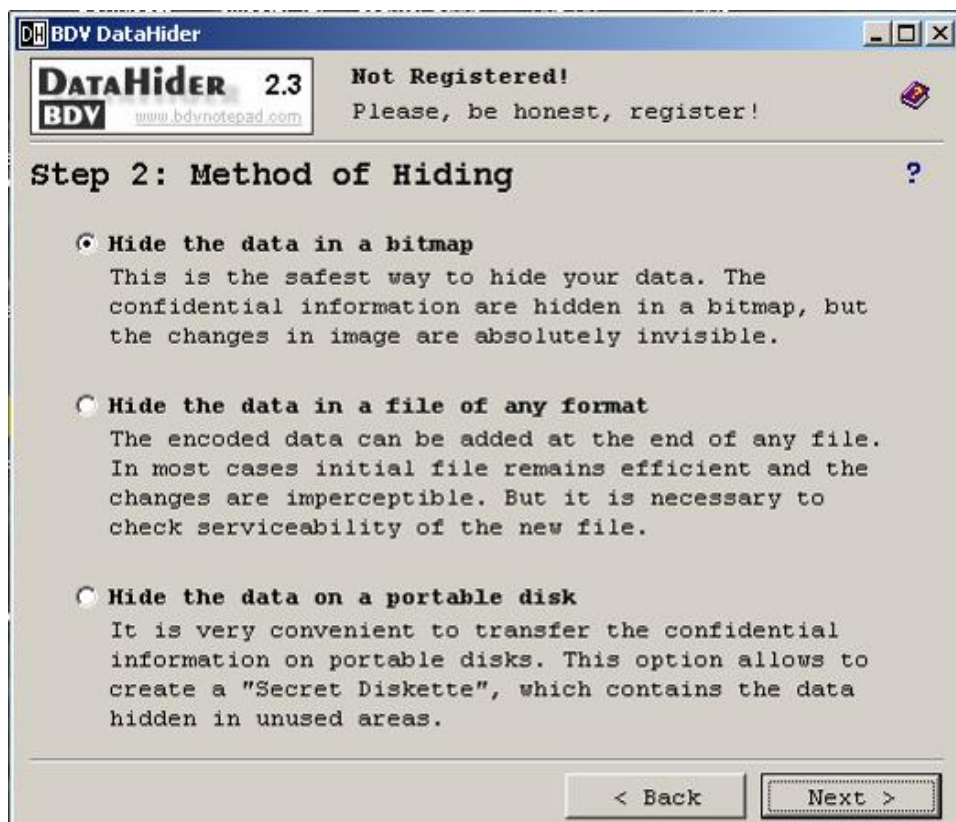 BDV DataHider
DATAHIDER 2.3
BDV www.bdvnotepad.com
Not Registered!
Please, be honest, register!
Step 2: Method of Hiding
?
Hide the data in a bitmap
This is the safest way to hide your data. The
confidential information are hidden in a bitmap, but
the changes in image are absolutely invisible.
Hide the data in a file of any format
The encoded data can be added at the end of any file.
In most cases initial file remains efficient and the
changes are imperceptible. But it is necessary to
check serviceability of the new file.
Hide the data on a portable disk
It is very convenient to transfer the confidential
information on portable disks. This option allows to
create a "Secret Diskette", which contains the data
hidden in unused areas.
< Back
Next >